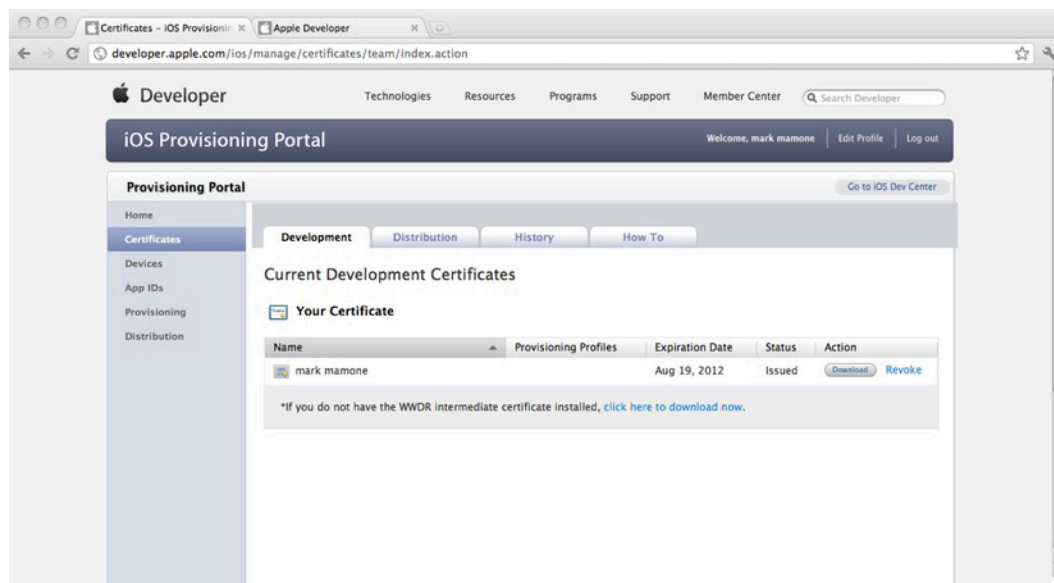 Certificates – iOS Provisionin
Apple Developer
developer.apple.com/ios/manage/certificates/team/index.action
Developer Technologies Resources Programs Support Member Center Search Developer
iOS Provisioning Portal Welcome, mark mamone Edit Profile Log out
Provisioning Portal Go to iOS Dev Center
Home
Certificates
Devices
App IDs
Provisioning
Distribution
Development Distribution History How To
Current Development Certificates
Your Certificate
Name Provisioning Profiles Expiration Date Status Action
mark mamone Aug 19, 2012 Issued Download Revoke
*If you do not have the WWDR intermediate certificate installed, click here to download now.